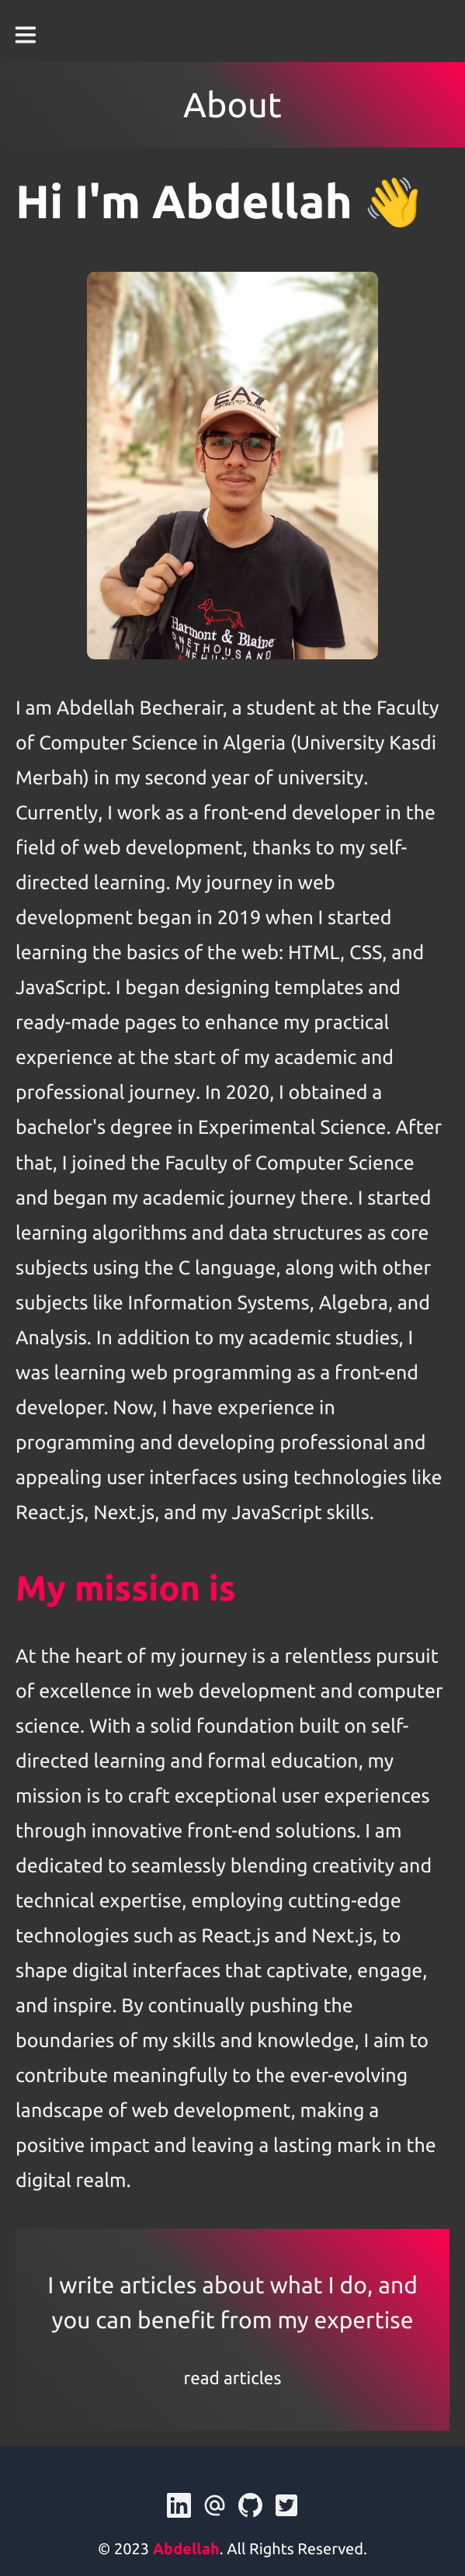 About
Hi I'm Abdellah 👋
EA7
Harmont & Blaine
I am Abdellah Becherair, a student at the Faculty
of Computer Science in Algeria (University Kasdi
Merbah) in my second year of university.
Currently, I work as a front-end developer in the
field of web development, thanks to my self-
directed learning. My journey in web
development began in 2019 when I started
learning the basics of the web: HTML, CSS, and
JavaScript. I began designing templates and
ready-made pages to enhance my practical
experience at the start of my academic and
professional journey. In 2020, I obtained a
bachelor's degree in Experimental Science. After
that, I joined the Faculty of Computer Science
and began my academic journey there. I started
learning algorithms and data structures as core
subjects using the C language, along with other
subjects like Information Systems, Algebra, and
Analysis. In addition to my academic studies, I
was learning web programming as a front-end
developer. Now, I have experience in
programming and developing professional and
appealing user interfaces using technologies like
React.js, Next.js, and my JavaScript skills.
My mission is
At the heart of my journey is a relentless pursuit
of excellence in web development and computer
science. With a solid foundation built on self-
directed learning and formal education, my
mission is to craft exceptional user experiences
through innovative front-end solutions. I am
dedicated to seamlessly blending creativity and
technical expertise, employing cutting-edge
technologies such as React.js and Next.js, to
shape digital interfaces that captivate, engage,
and inspire. By continually pushing the
boundaries of my skills and knowledge, I aim to
contribute meaningfully to the ever-evolving
landscape of web development, making a
positive impact and leaving a lasting mark in the
digital realm.
I write articles about what I do, and
you can benefit from my expertise
read articles
© 2023 Abdellah. All Rights Reserved.